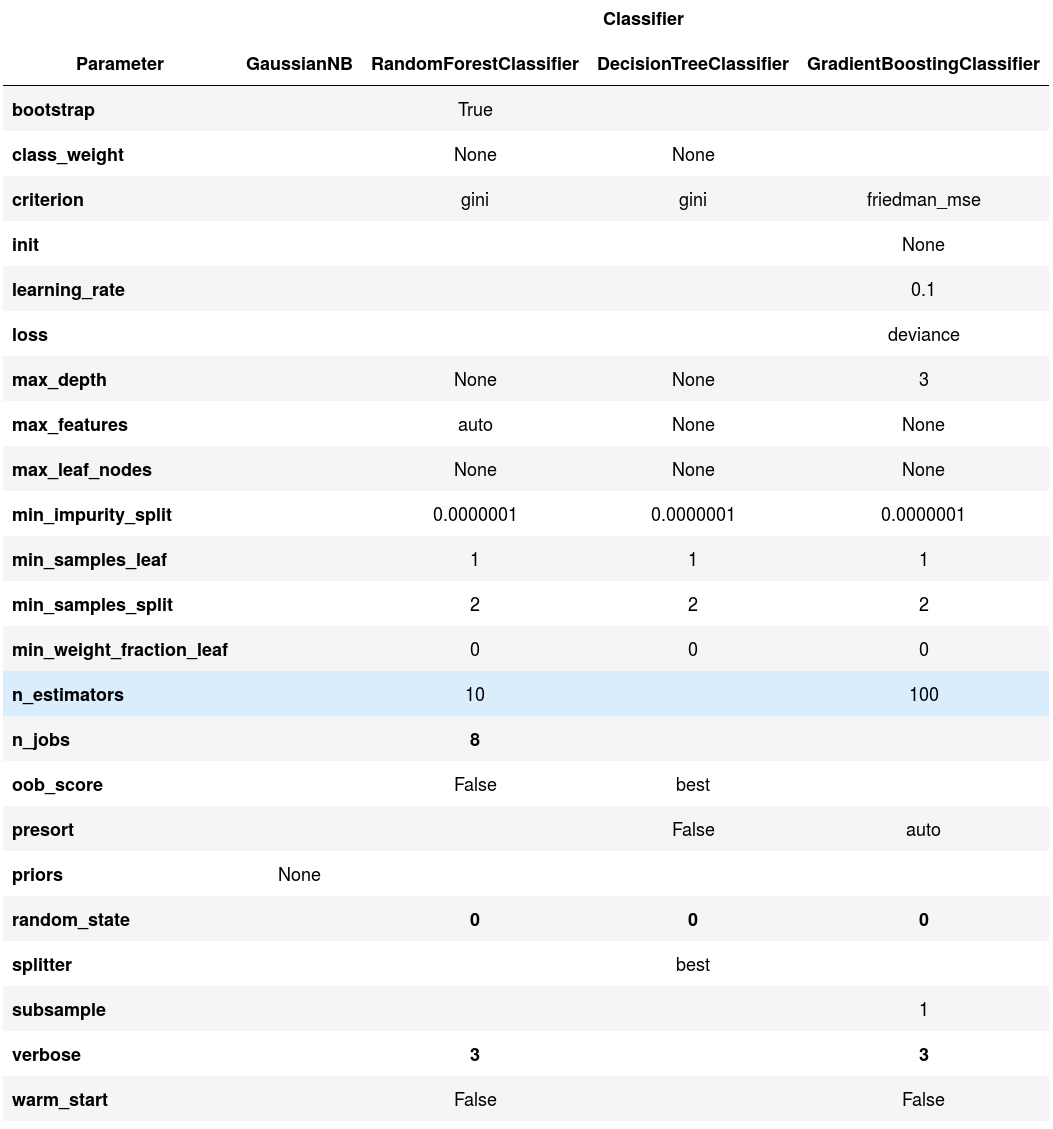 Classifier
Parameter GaussianNB RandomForestClassifier DecisionTreeClassifier GradientBoostingClassifier
bootstrap True
class_weight None None
criterion gini gini friedman_mse
init None
learning_rate 0.1
loss deviance
max_depth None None 3
max_features auto None None
max_leaf_nodes None None None
min_impurity_split 0.0000001 0.0000001 0.0000001
min_samples_leaf 1 1 1
min_samples_split 2 2 2
min_weight_fraction_leaf 0 0 0
n_estimators 10 100
n_jobs 8
oob_score False best
presort False auto
priors None
random_state 0 0 0
splitter best
subsample 1
verbose 3 3
warm_start False False